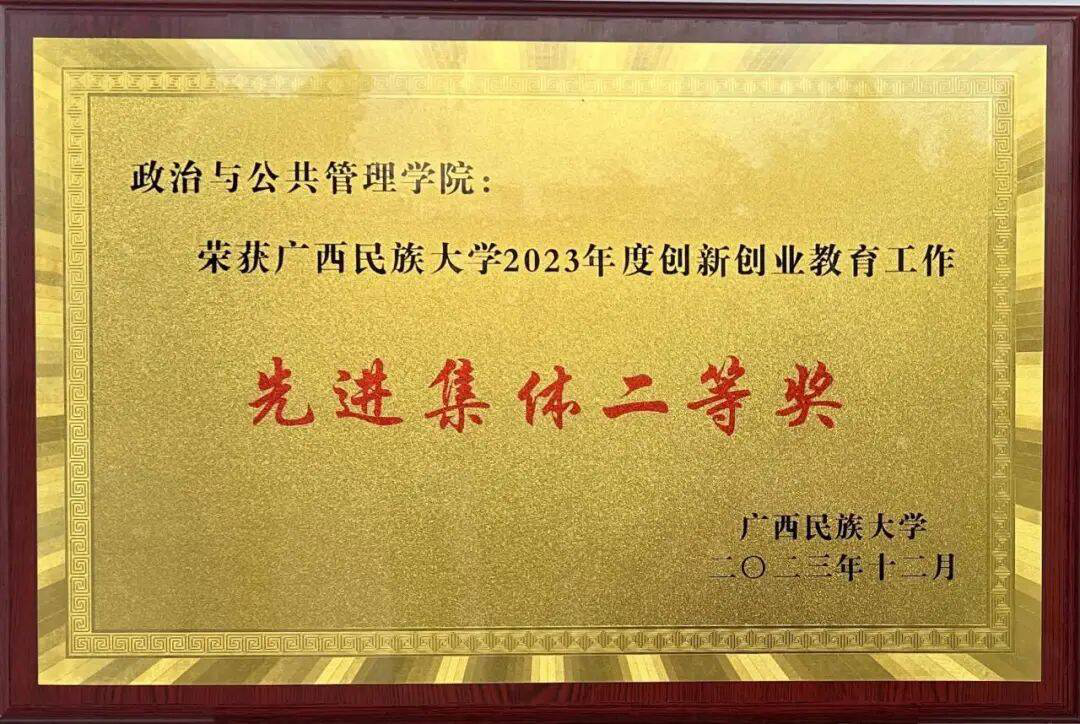 政治与公共管理学院：
荣获广西民族大学2023年度创新创业教育工作
先进集体二等奖
广西民族大学
二〇二三年十二月